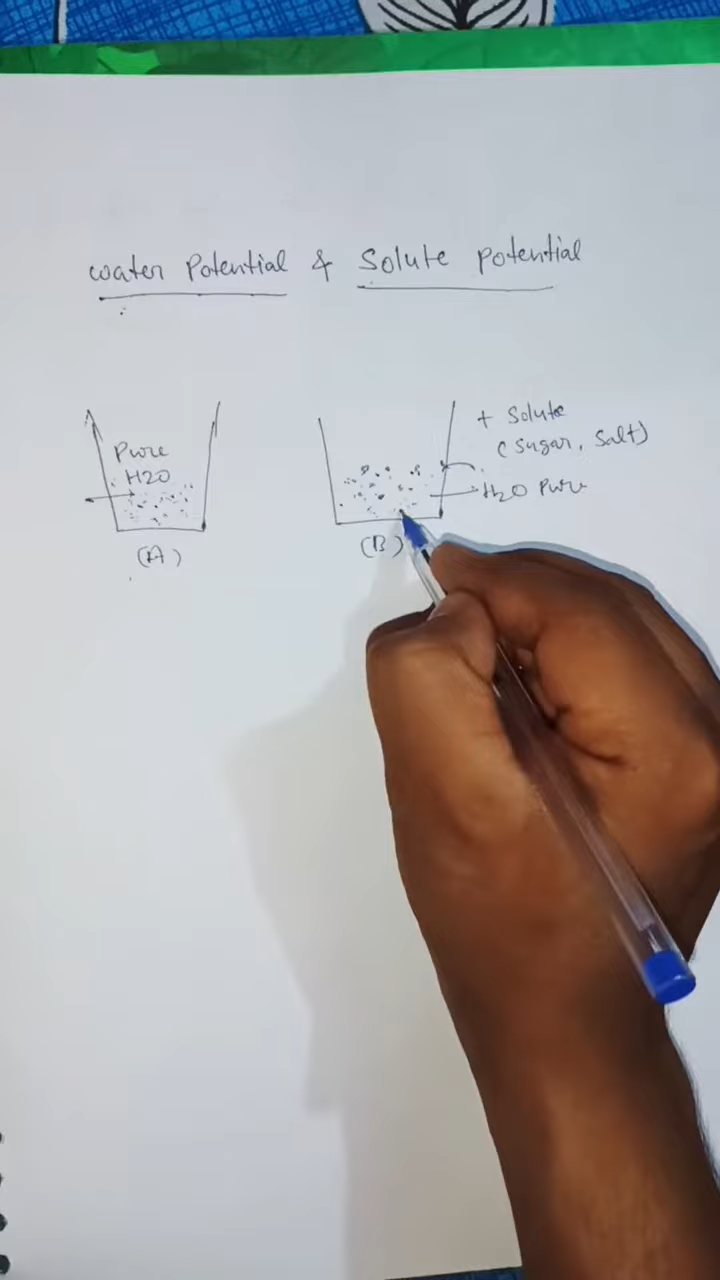 water Potential & Solute potential
Pure
H2O
(A)
+ Solute
(Sugar, Salt)
H2O Pure
(B)